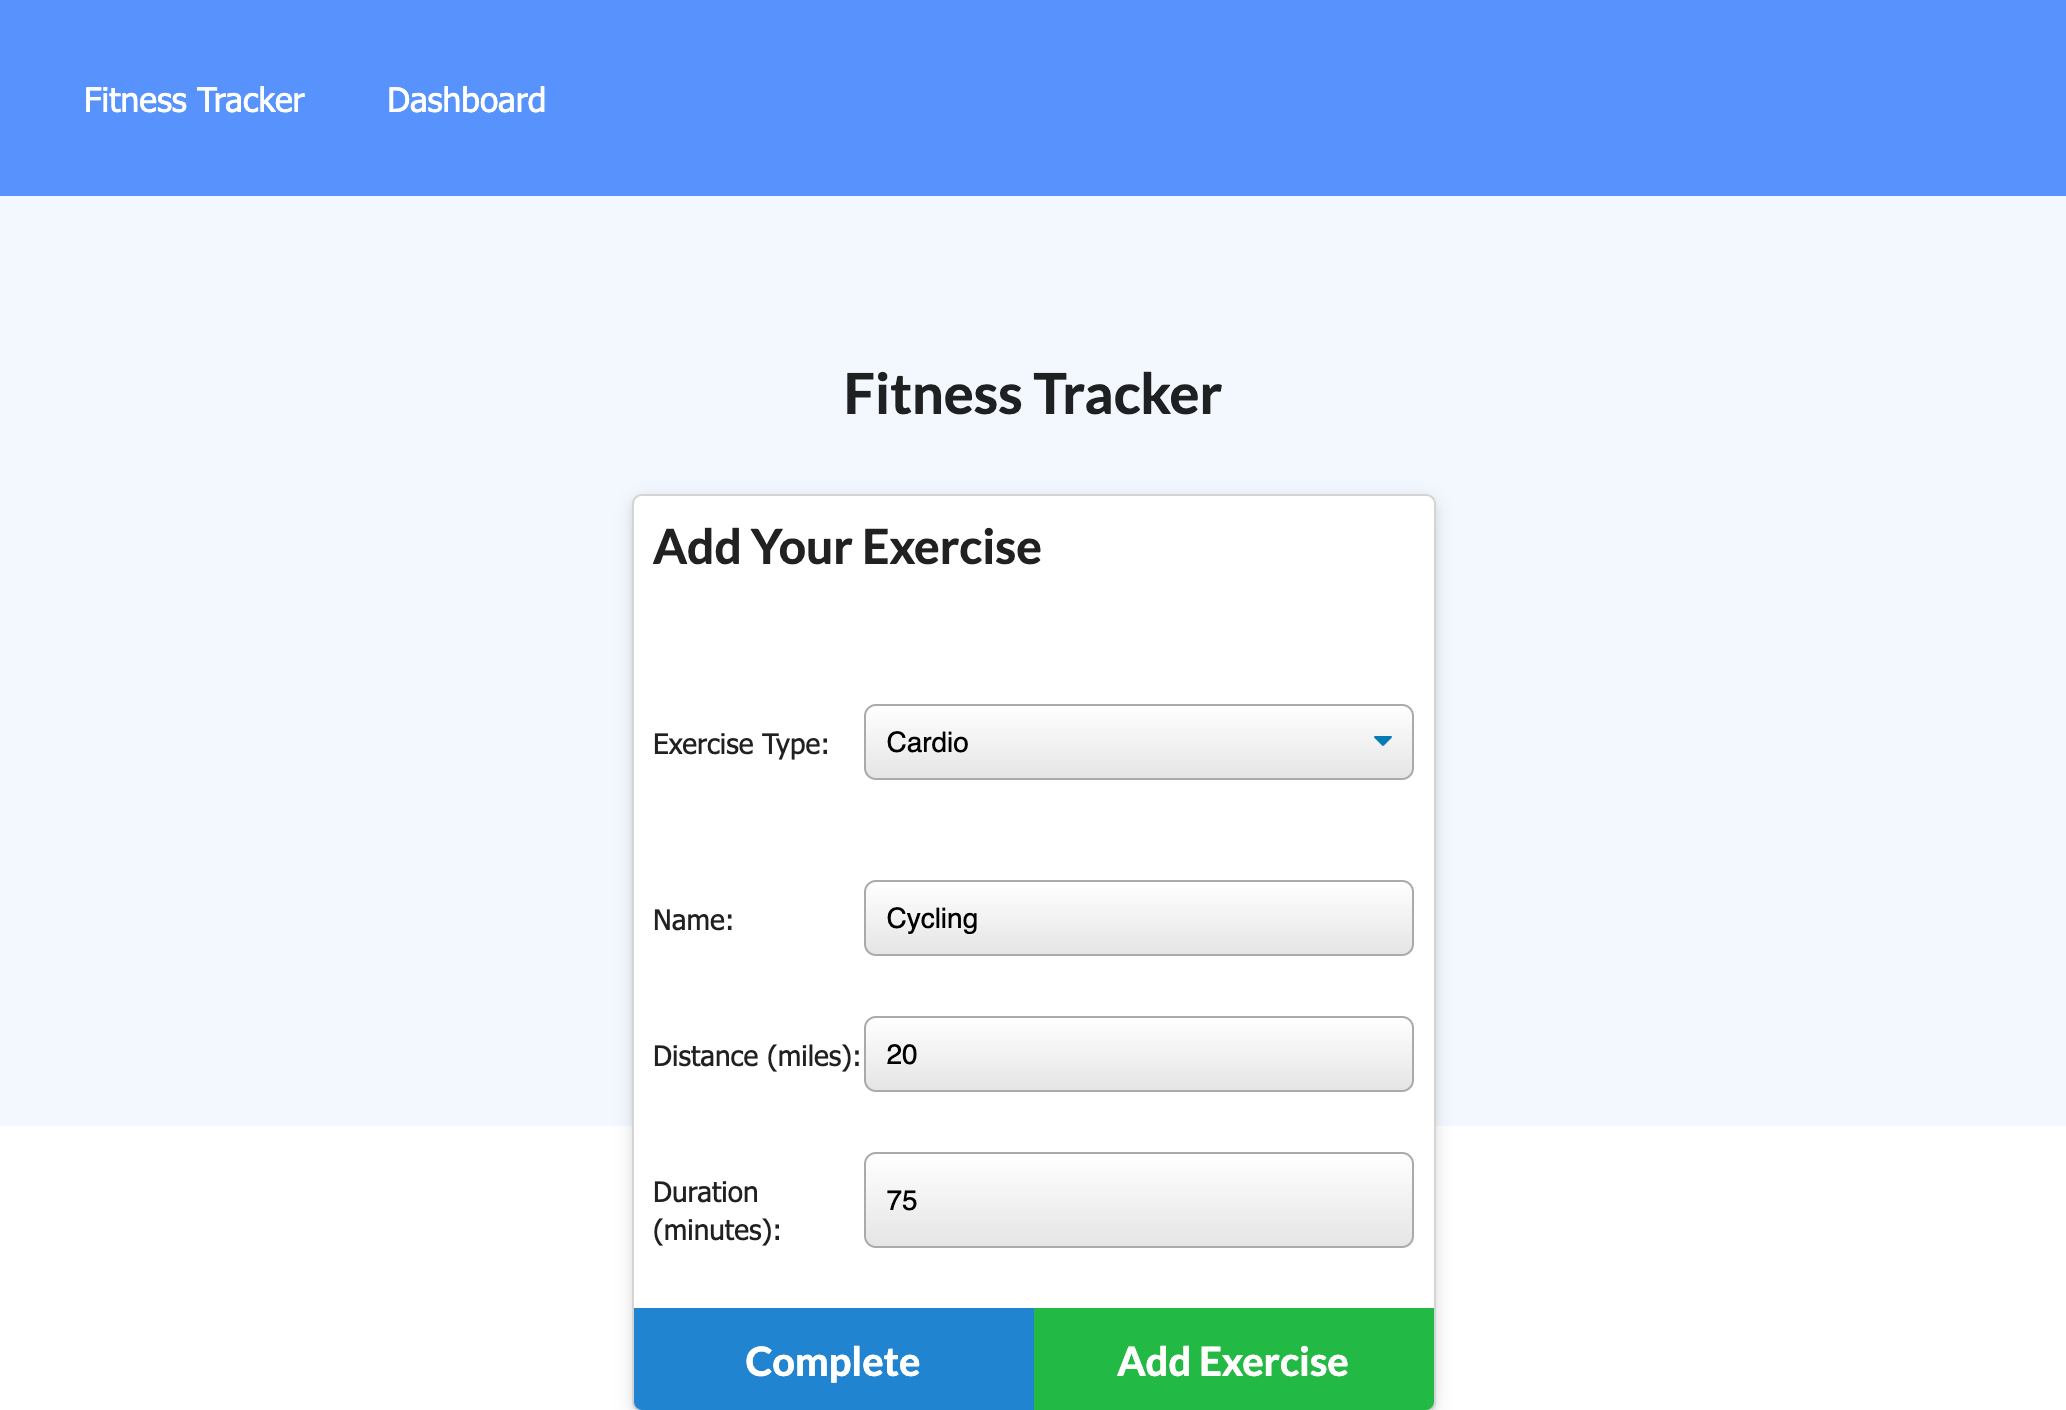 Fitness Tracker Dashboard
Fitness Tracker
Add Your Exercise
Exercise Type: Cardio
Name: Cycling
Distance (miles): 20
Duration (minutes): 75
Complete Add Exercise